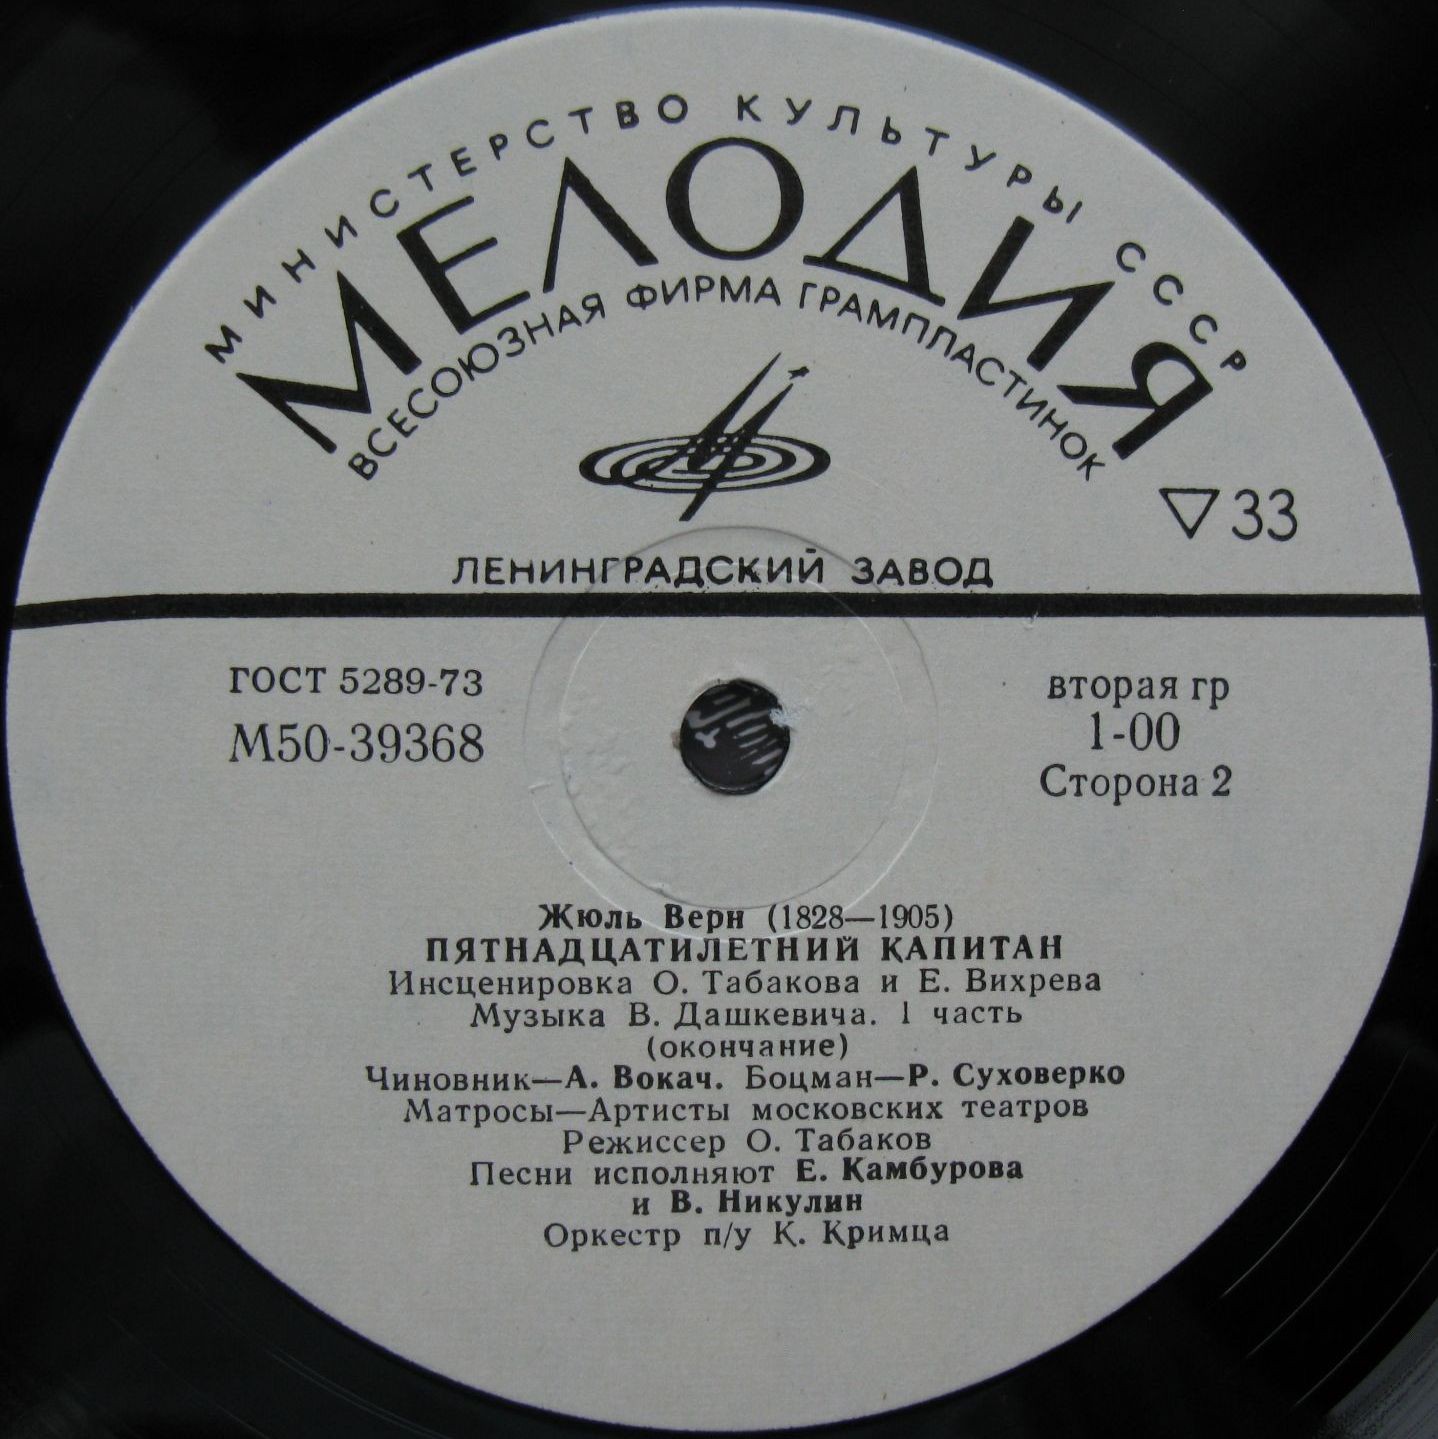 МИНИСТЕРСТВО КУЛЬТУРЫ СССР
МЕЛОДИЯ
ВСЕСОЮЗНАЯ ФИРМА ГРАМПЛАСТИНОК
33
ЛЕНИНГРАДСКИЙ ЗАВОД
ГОСТ 5289-73
М50-39368
вторая гр
1-00
Сторона 2
Жюль Верн (1828—1905)
ПЯТНАДЦАТИЛЕТНИЙ КАПИТАН
Инсценировка О. Табакова и Е. Вихрева
Музыка В. Дашкевича. 1 часть
(окончание)
Чиновник—А. Вокач. Боцман—Р. Суховерко
Матросы—Артисты московских театров
Режиссер О. Табаков
Песни исполняют Е. Камбурова
и В. Никулин
Оркестр п/у К. Кримца